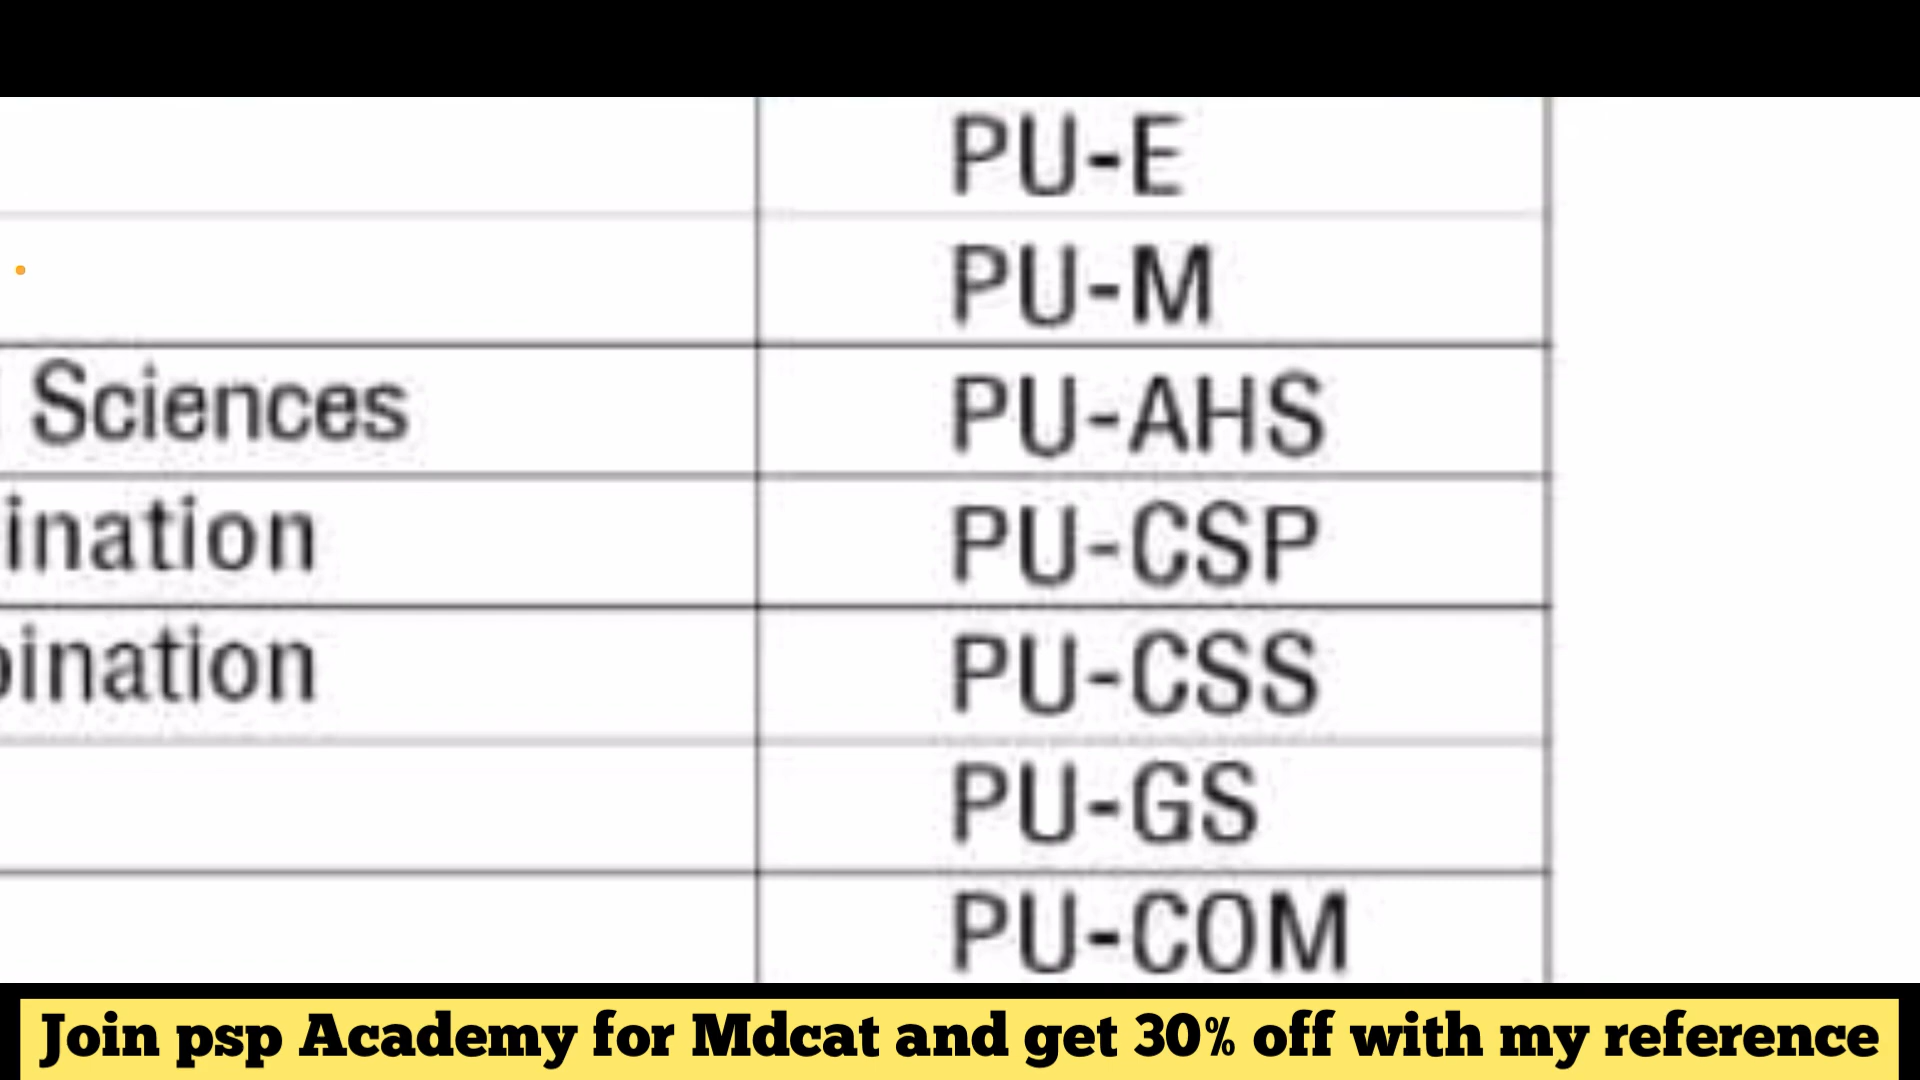 PU-E
PU-M
Sciences PU-AHS
ination PU-CSP
bination PU-CSS
PU-GS
PU-COM
Join psp Academy for Mdcat and get 30% off with my reference